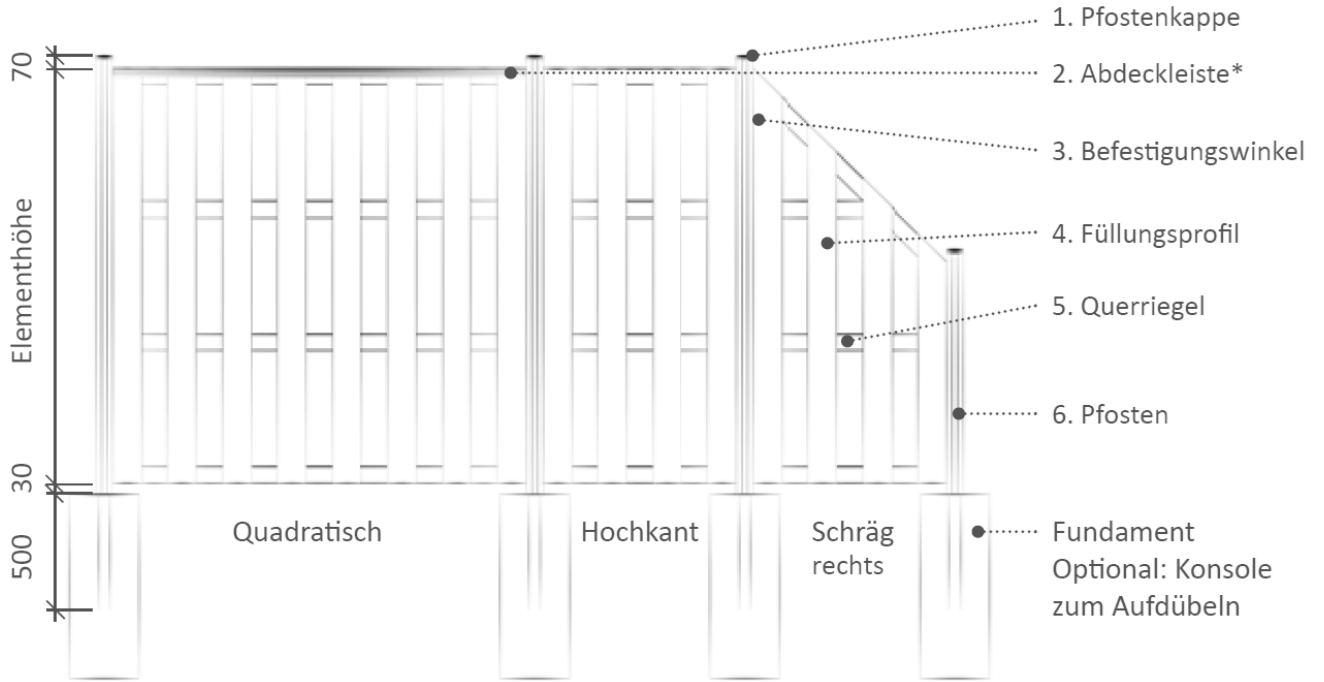 1. Pfostenkappe
2. Abdeckleiste*
3. Befestigungswinkel
4. Füllungsprofil
5. Querriegel
6. Pfosten
Fundament
Optional: Konsole
zum Aufdübeln
70
Elementhöhe
30
500
Quadratisch
Hochkant
Schräg
rechts